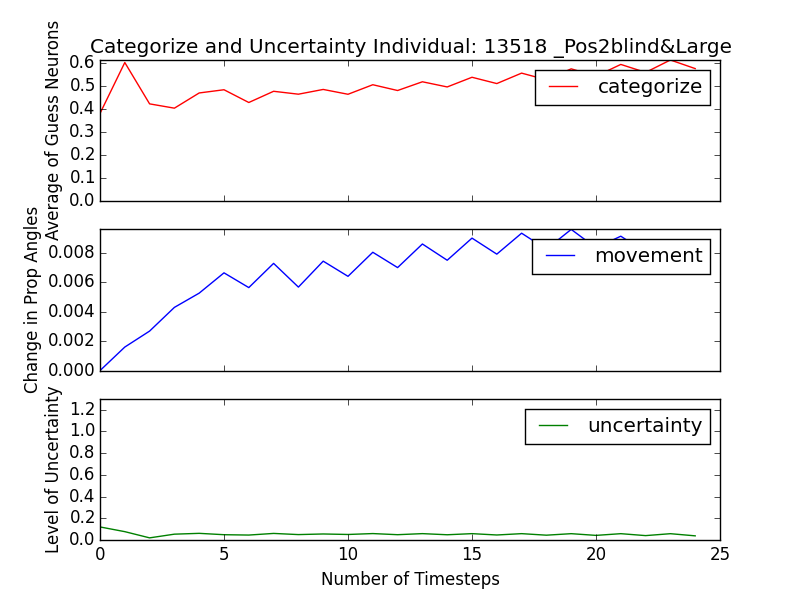 Categorize and Uncertainty Individual: 13518 _Pos2blind&Large
Average of Guess Neurons
0.6
0.5
0.4
0.3
0.2
0.1
0.0
categorize
Change in Prop Angles
0.008
0.006
0.004
0.002
0.000
movement
Level of Uncertainty
1.2
1.0
0.8
0.6
0.4
0.2
0.0
uncertainty
0 5 10 15 20 25
Number of Timesteps